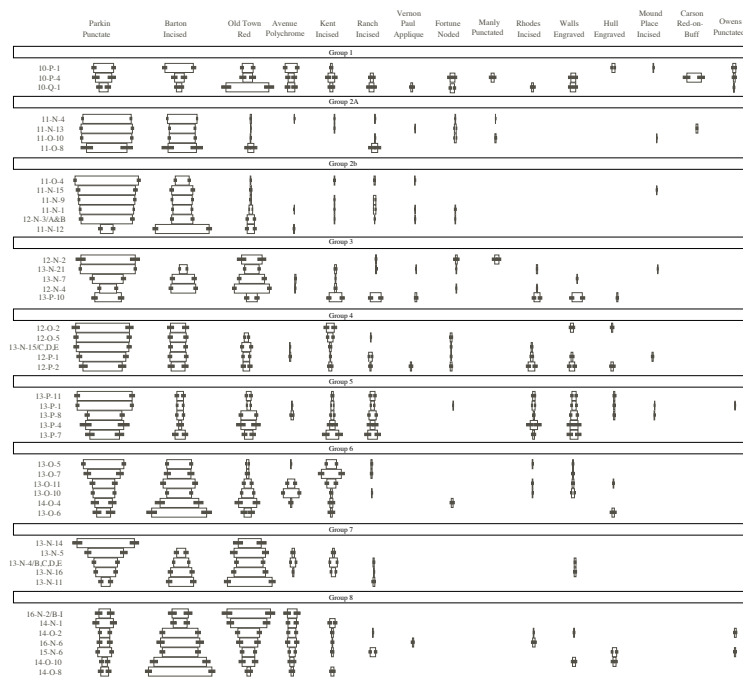 Parkin Punctate
Barton Incised
Old Town Red
Avenue Polychrome
Kent Incised
Ranch Incised
Vernon Paul Applique
Fortune Noded
Manly Punctated
Rhodes Incised
Walls Engraved
Hull Engraved
Mound Place Incised
Carson Red-on-Buff
Owens Punctated
Group 1
10-P-1
10-P-4
10-Q-1
Group 2A
11-N-4
11-N-13
11-O-10
11-O-8
Group 2b
11-O-4
11-N-15
11-N-9
11-N-1
12-N-3/A&B
11-N-12
Group 3
12-N-2
13-N-21
13-N-7
12-N-4
13-P-10
Group 4
12-O-2
12-O-5
13-N-15/C,D,E
12-P-1
12-P-2
Group 5
13-P-11
13-P-1
13-P-8
13-P-4
13-P-7
Group 6
13-O-5
13-O-7
13-O-11
13-O-10
14-O-4
13-O-6
Group 7
13-N-14
13-N-5
13-N-4/B,C,D,E
13-N-16
13-N-11
Group 8
16-N-2/B-I
14-N-1
14-O-2
16-N-6
15-N-6
14-O-10
14-O-8